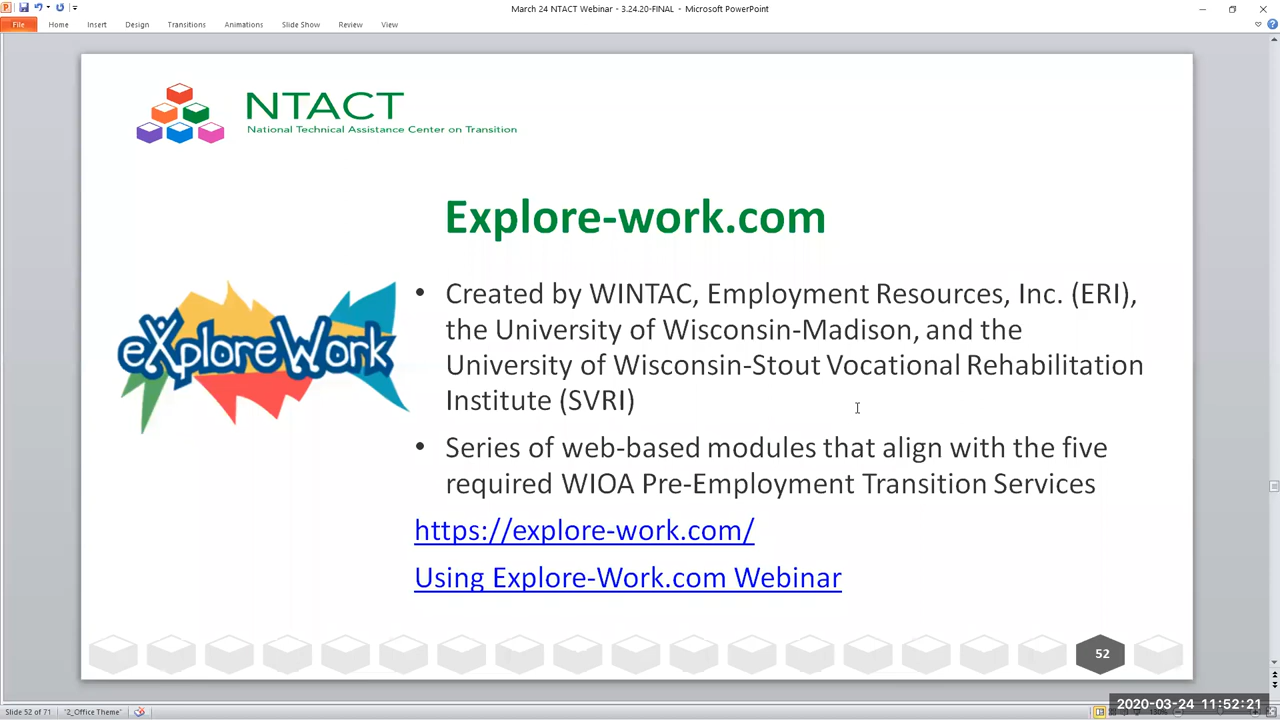 March 24 NTACT Webinar - 3.24.20-FINAL - Microsoft PowerPoint
File Home Insert Design Transitions Animations Slide Show Review View
NTACT
National Technical Assistance Center on Transition
Explore-work.com
eXploreWork
• Created by WINTAC, Employment Resources, Inc. (ERI),
the University of Wisconsin-Madison, and the
University of Wisconsin-Stout Vocational Rehabilitation
Institute (SVRI)
• Series of web-based modules that align with the five
required WIOA Pre-Employment Transition Services
https://explore-work.com/
Using Explore-Work.com Webinar
52
Slide 52 of 71 "2_Office Theme"
2020-03-24 11:52:21